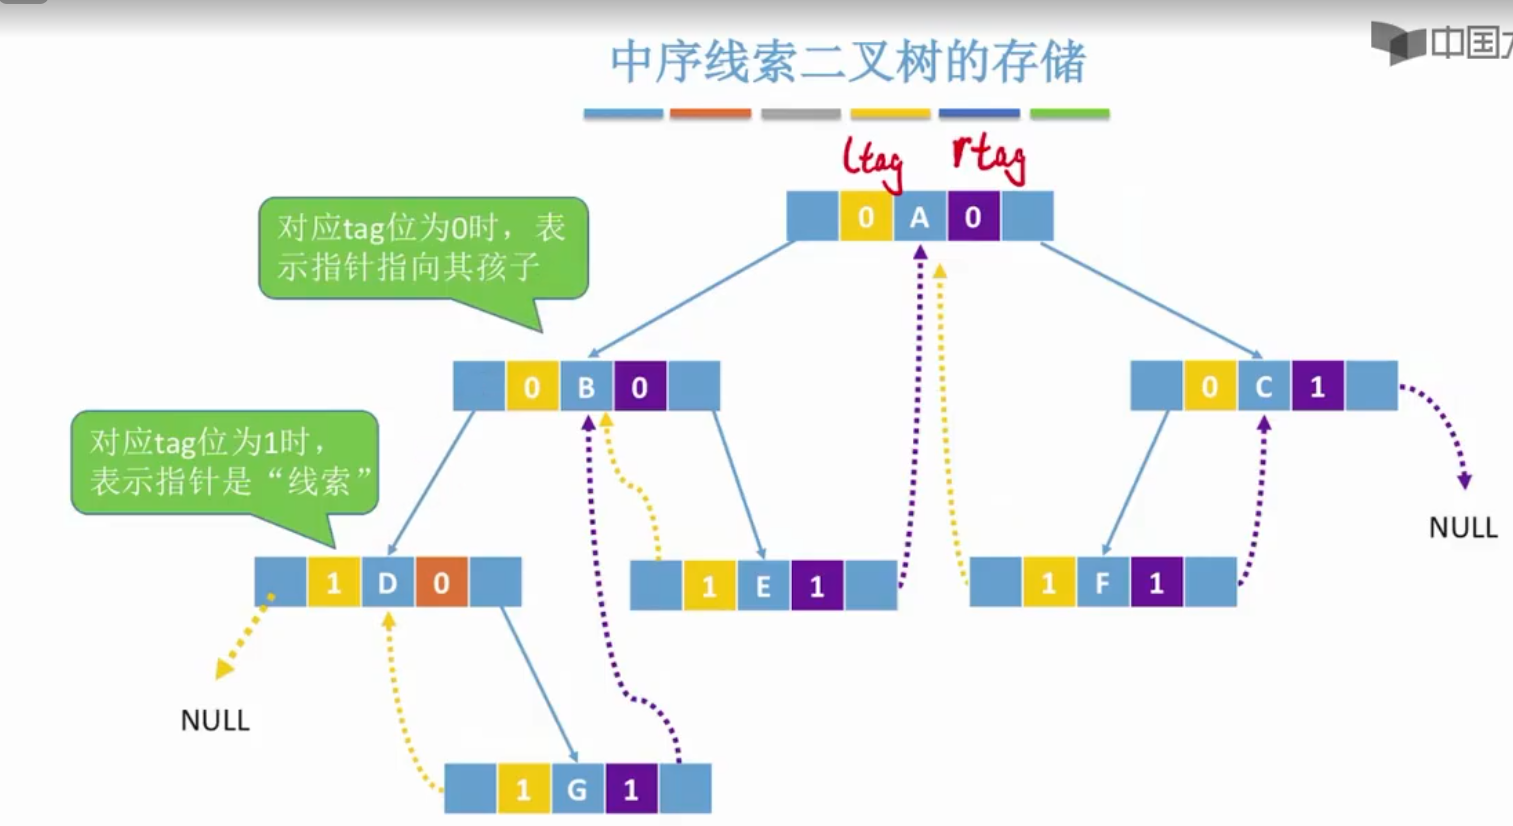 中国大
中序线索二叉树的存储
ltag rtag
0 A 0
对应tag位为0时，表
示指针指向其孩子
0 B 0
0 C 1
对应tag位为1时，
表示指针是“线索”
NULL
1 D 0
1 E 1
1 F 1
NULL
1 G 1